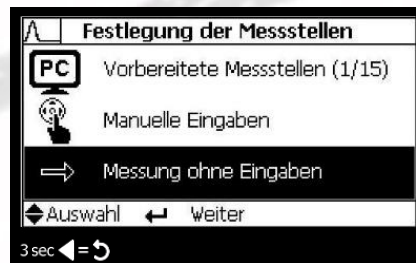 Festlegung der Messstellen
PC Vorbereitete Messstellen (1/15)
Manuelle Eingaben
Messung ohne Eingaben
Auswahl Weiter
3 sec =